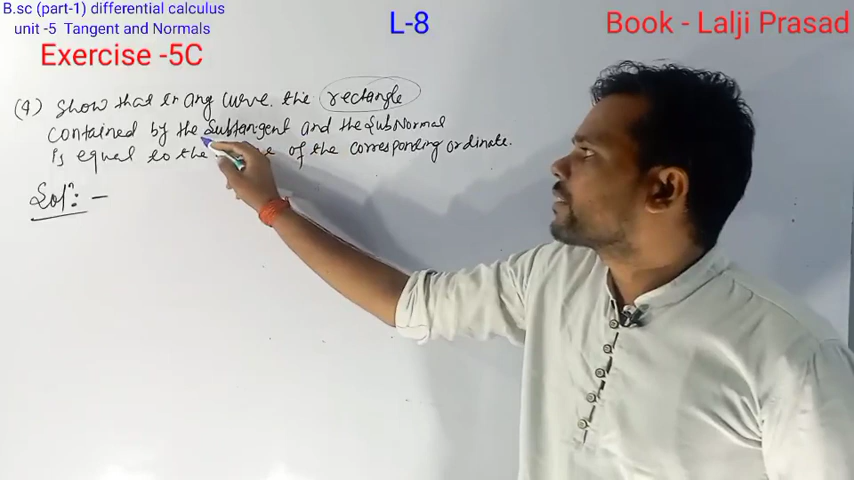 B.sc (part-1) differential calculus
unit -5 Tangent and Normals
Exercise -5C
L-8
Book - Lalji Prasad
(4) Show that in any curve. the rectangle
contained by the Subtangent and the SubNormal
is equal to the of the corresponding ordinate.
Solⁿ: -